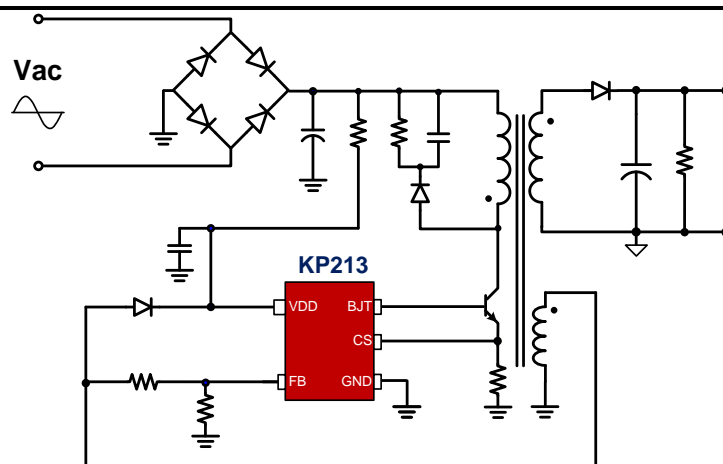 Vac
KP213
VDD
BJT
CS
FB
GND